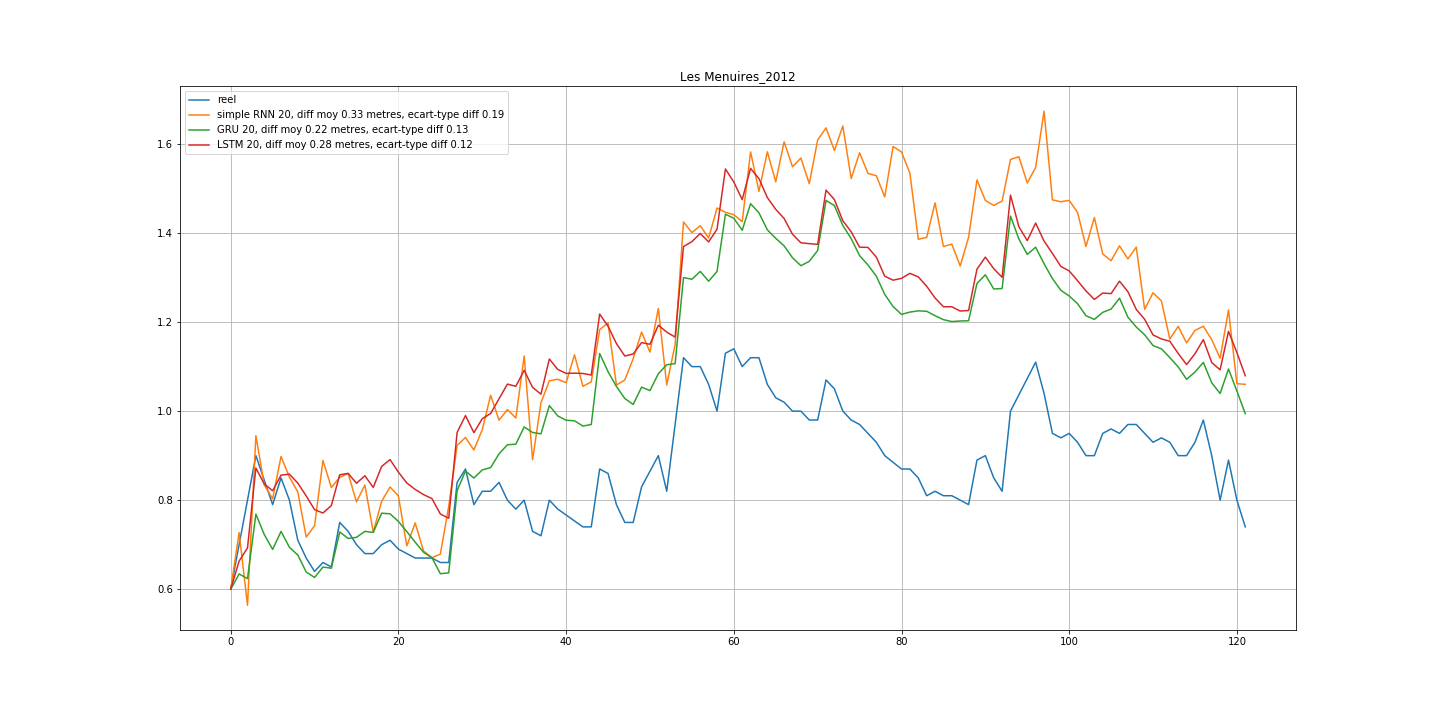 Les Menuires_2012
reel
simple RNN 20, diff moy 0.33 metres, ecart-type diff 0.19
GRU 20, diff moy 0.22 metres, ecart-type diff 0.13
LSTM 20, diff moy 0.28 metres, ecart-type diff 0.12
1.6
1.4
1.2
1.0
0.8
0.6
0 20 40 60 80 100 120